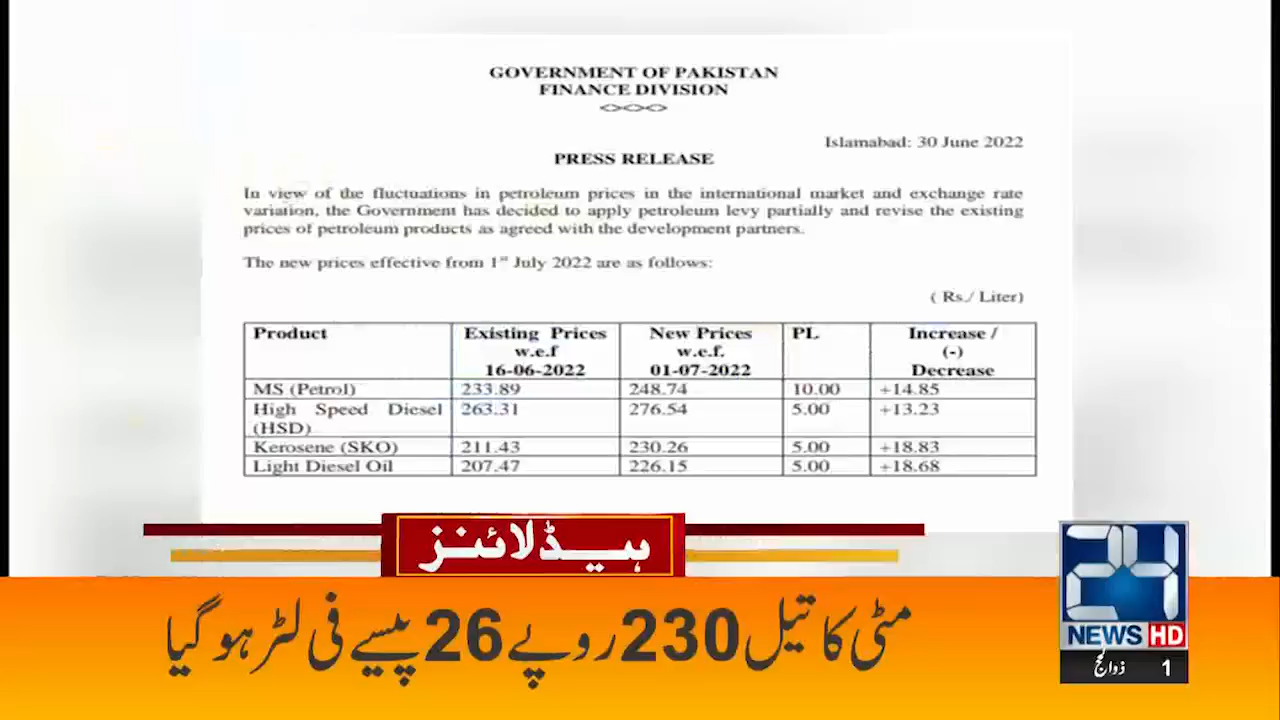 GOVERNMENT OF PAKISTAN
FINANCE DIVISION
Islamabad: 30 June 2022
PRESS RELEASE
In view of the fluctuations in petroleum prices in the international market and exchange rate
variation, the Government has decided to apply petroleum levy partially and revise the existing
prices of petroleum products as agreed with the development partners.
The new prices effective from 1st July 2022 are as follows:
( Rs./ Liter)
Product Existing Prices w.e.f 16-06-2022 New Prices w.e.f. 01-07-2022 PL Increase / (-) Decrease
MS (Petrol) 233.89 248.74 10.00 +14.85
High Speed Diesel (HSD) 263.31 276.54 5.00 +13.23
Kerosene (SKO) 211.43 230.26 5.00 +18.83
Light Diesel Oil 207.47 226.15 5.00 +18.68
ہیڈلائنز
مٹی کا تیل 230 روپے 26 پیسے فی لٹر ہو گیا
24
NEWS HD
1 ذوالحج